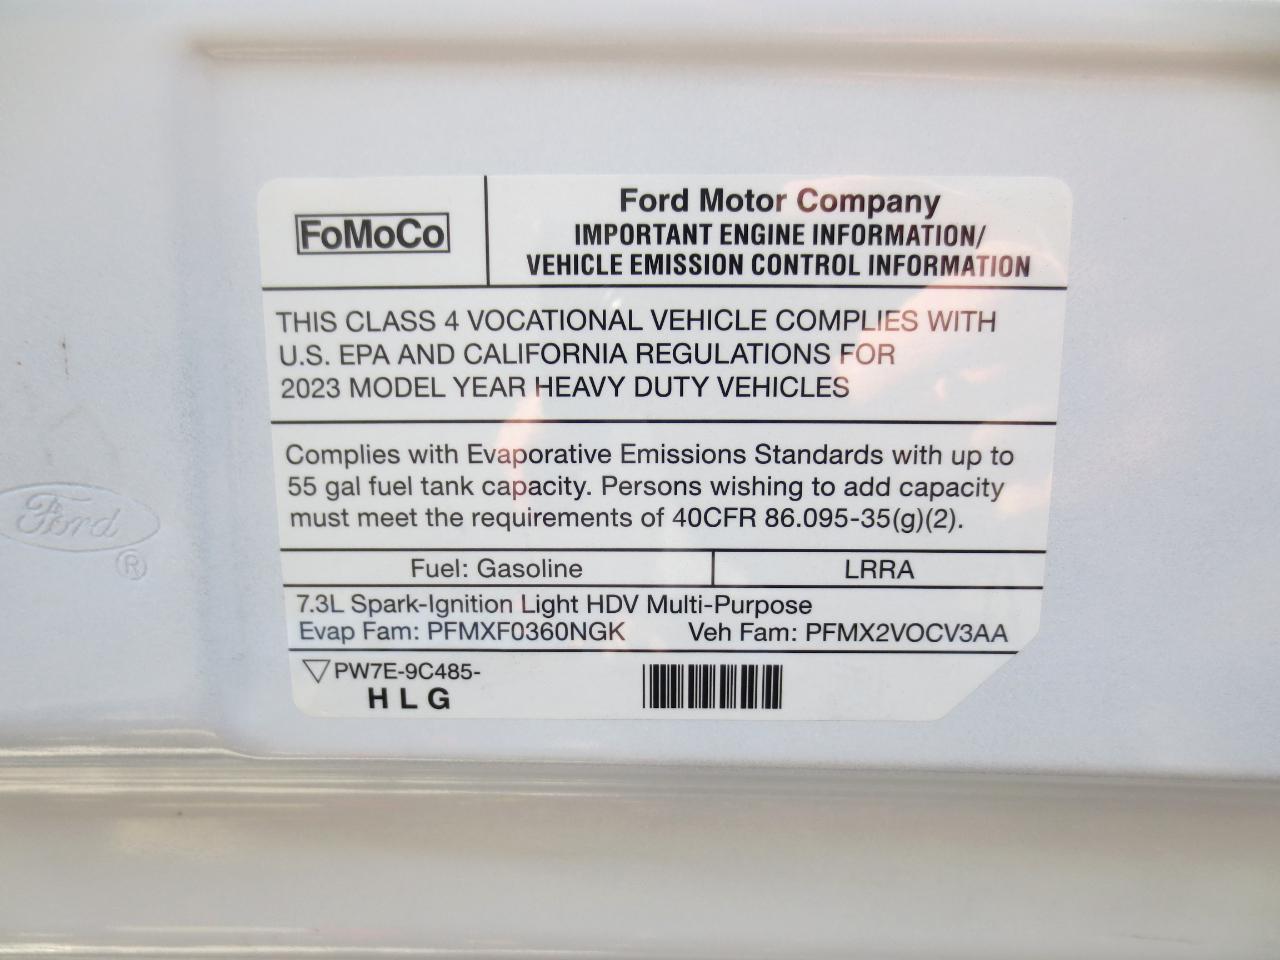 FoMoCo
Ford Motor Company
IMPORTANT ENGINE INFORMATION/
VEHICLE EMISSION CONTROL INFORMATION
THIS CLASS 4 VOCATIONAL VEHICLE COMPLIES WITH
U.S. EPA AND CALIFORNIA REGULATIONS FOR
2023 MODEL YEAR HEAVY DUTY VEHICLES
Complies with Evaporative Emissions Standards with up to
55 gal fuel tank capacity. Persons wishing to add capacity
must meet the requirements of 40CFR 86.095-35(g)(2).
Fuel: Gasoline LRRA
7.3L Spark-Ignition Light HDV Multi-Purpose
Evap Fam: PFMXF0360NGK Veh Fam: PFMX2VOCV3AA
PW7E-9C485-
H L G
Ford
®